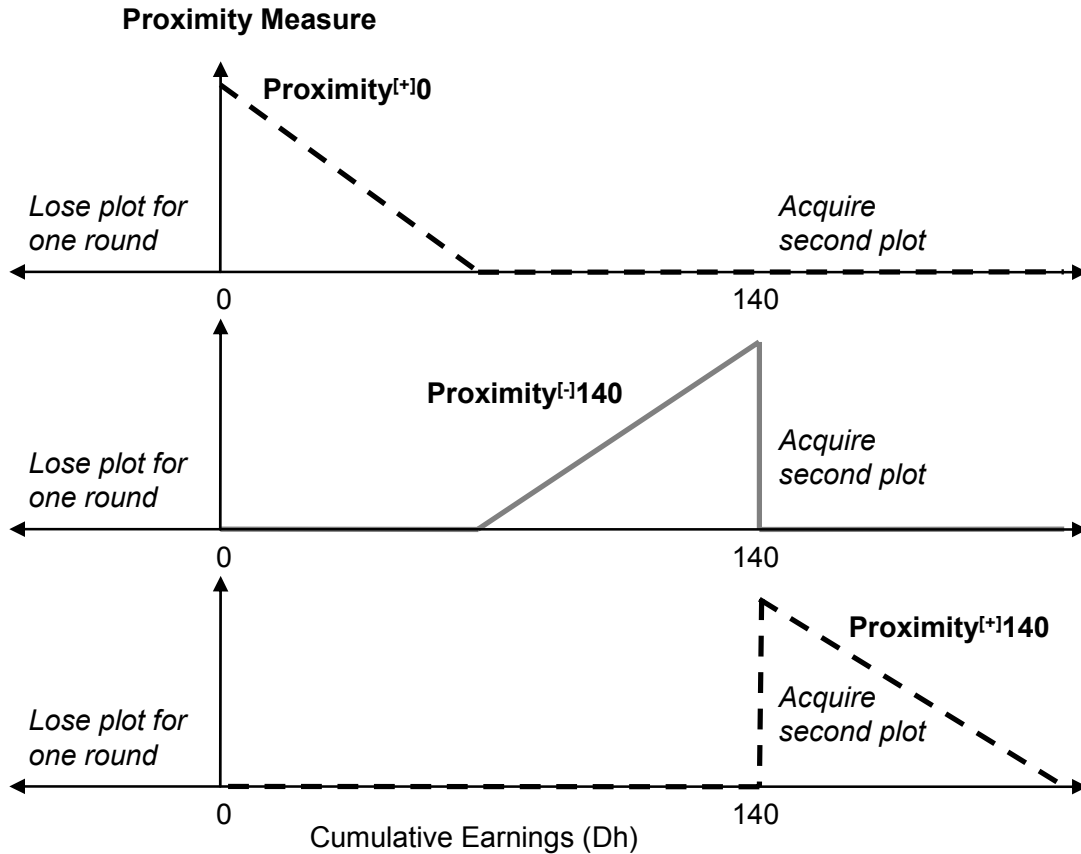 Proximity Measure
Proximity[+]0
Lose plot for
one round
Acquire
second plot
0
140
Proximity[-]140
Lose plot for
one round
Acquire
second plot
0
140
Proximity[+]140
Lose plot for
one round
Acquire
second plot
0
140
Cumulative Earnings (Dh)